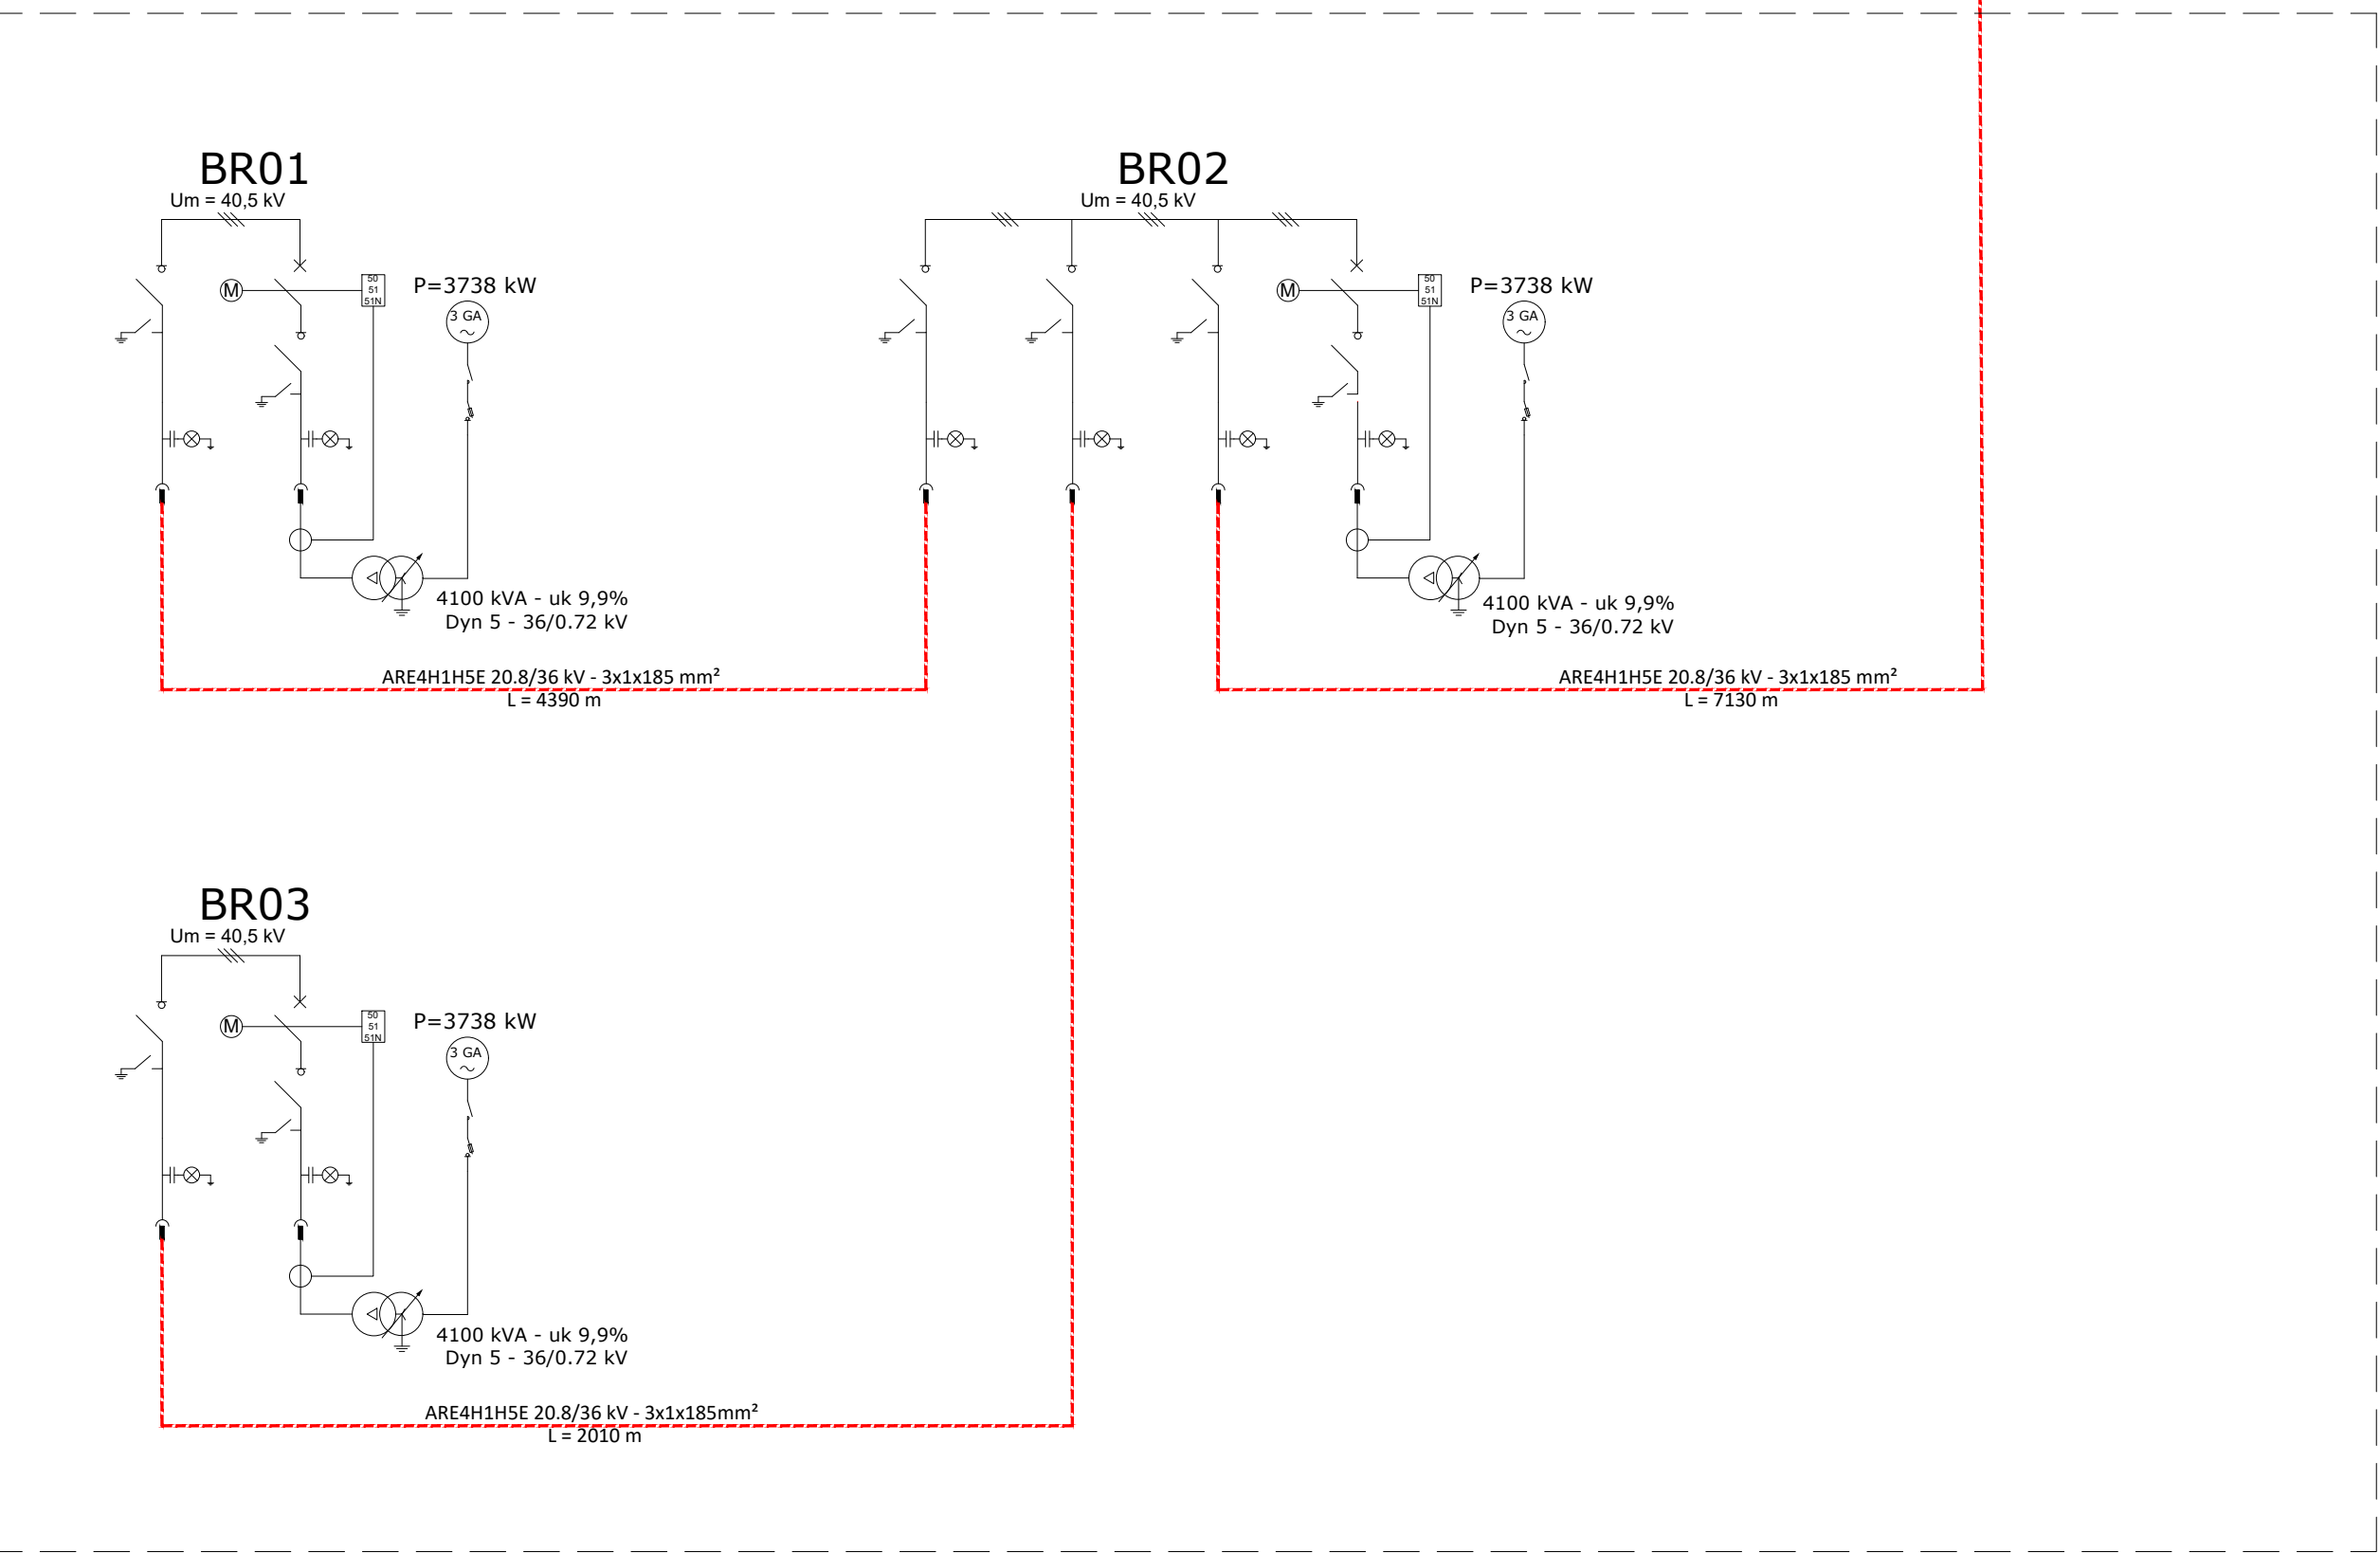 BR01
Um = 40,5 kV
M
50
51
51N
P=3738 kW
3 GA
4100 kVA - uk 9,9%
Dyn 5 - 36/0.72 kV
ARE4H1H5E 20.8/36 kV - 3x1x185 mm²
L = 4390 m
BR02
Um = 40,5 kV
M
50
51
51N
P=3738 kW
3 GA
4100 kVA - uk 9,9%
Dyn 5 - 36/0.72 kV
ARE4H1H5E 20.8/36 kV - 3x1x185 mm²
L = 7130 m
BR03
Um = 40,5 kV
M
50
51
51N
P=3738 kW
3 GA
4100 kVA - uk 9,9%
Dyn 5 - 36/0.72 kV
ARE4H1H5E 20.8/36 kV - 3x1x185mm²
L = 2010 m